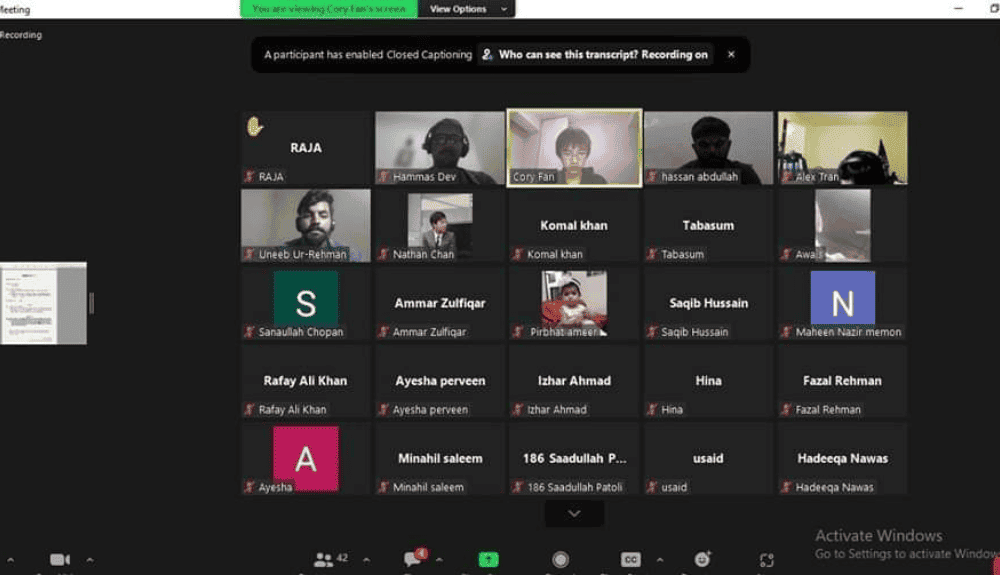 Meeting
You are viewing Cory Fan's screen
View Options
Recording
A participant has enabled Closed Captioning
Who can see this transcript? Recording on
RAJA
RAJA
Hammas Dev
Cory Fan
hassan abdullah
Alex Tran
Uneeb Ur-Rehman
Nathan Chan
Komal khan
Komal khan
Tabasum
Tabasum
Awa
S
Sanaullah Chopan
Ammar Zulfiqar
Ammar Zulfiqar
Pirbhat ameer
Saqib Hussain
Saqib Hussain
N
Maheen Nazir memon
Rafay Ali Khan
Rafay Ali Khan
Ayesha perveen
Ayesha perveen
Izhar Ahmad
Izhar Ahmad
Hina
Hina
Fazal Rehman
Fazal Rehman
A
Ayesha
Minahil saleem
Minahil saleem
186 Saadullah P...
186 Saadullah Patoli
usaid
usaid
Hadeeqa Nawas
Hadeeqa Nawas
42
4
CC
Activate Windows
Go to Settings to activate Windows